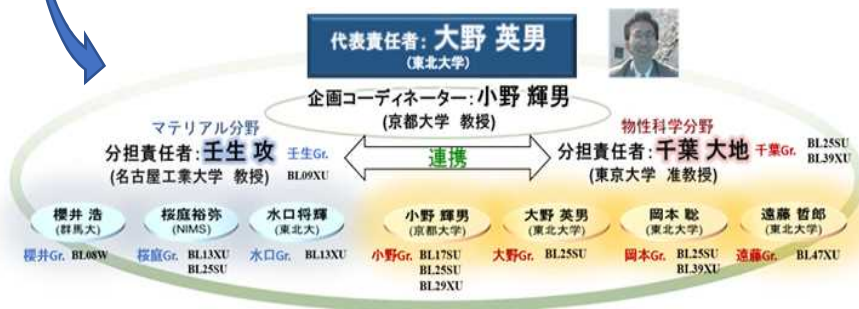 代表責任者: 大野 英男
(東北大学)
企画コーディネーター: 小野 輝男
(京都大学 教授)
マテリアル分野
分担責任者: 壬生 攻 壬生Gr.
(名古屋工業大学 教授) BL09XU
連携
物性科学分野
分担責任者: 千葉 大地 千葉Gr. BL25SU
BL39XU
(東京大学 准教授)
櫻井 浩
(群馬大)
櫻井Gr. BL08W
桜庭裕弥
(NIMS)
桜庭Gr. BL13XU
BL25SU
水口将輝
(東北大)
水口Gr. BL13XU
小野 輝男
(京都大学)
小野Gr. BL17SU
BL25SU
BL29XU
大野 英男
(東北大学)
大野Gr. BL25SU
岡本 聡
(東北大学)
岡本Gr. BL25SU
BL39XU
遠藤 哲郎
(東北大学)
遠藤Gr. BL47XU